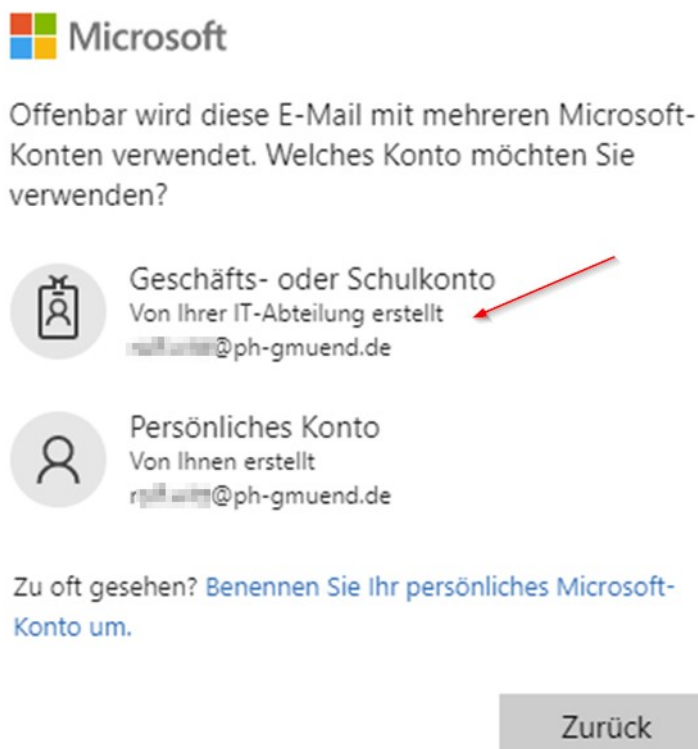 Microsoft
Offenbar wird diese E-Mail mit mehreren Microsoft-
Konten verwendet. Welches Konto möchten Sie
verwenden?
Geschäfts- oder Schulkonto
Von Ihrer IT-Abteilung erstellt
@ph-gmuend.de
Persönliches Konto
Von Ihnen erstellt
@ph-gmuend.de
Zu oft gesehen? Benennen Sie Ihr persönliches Microsoft-
Konto um.
Zurück